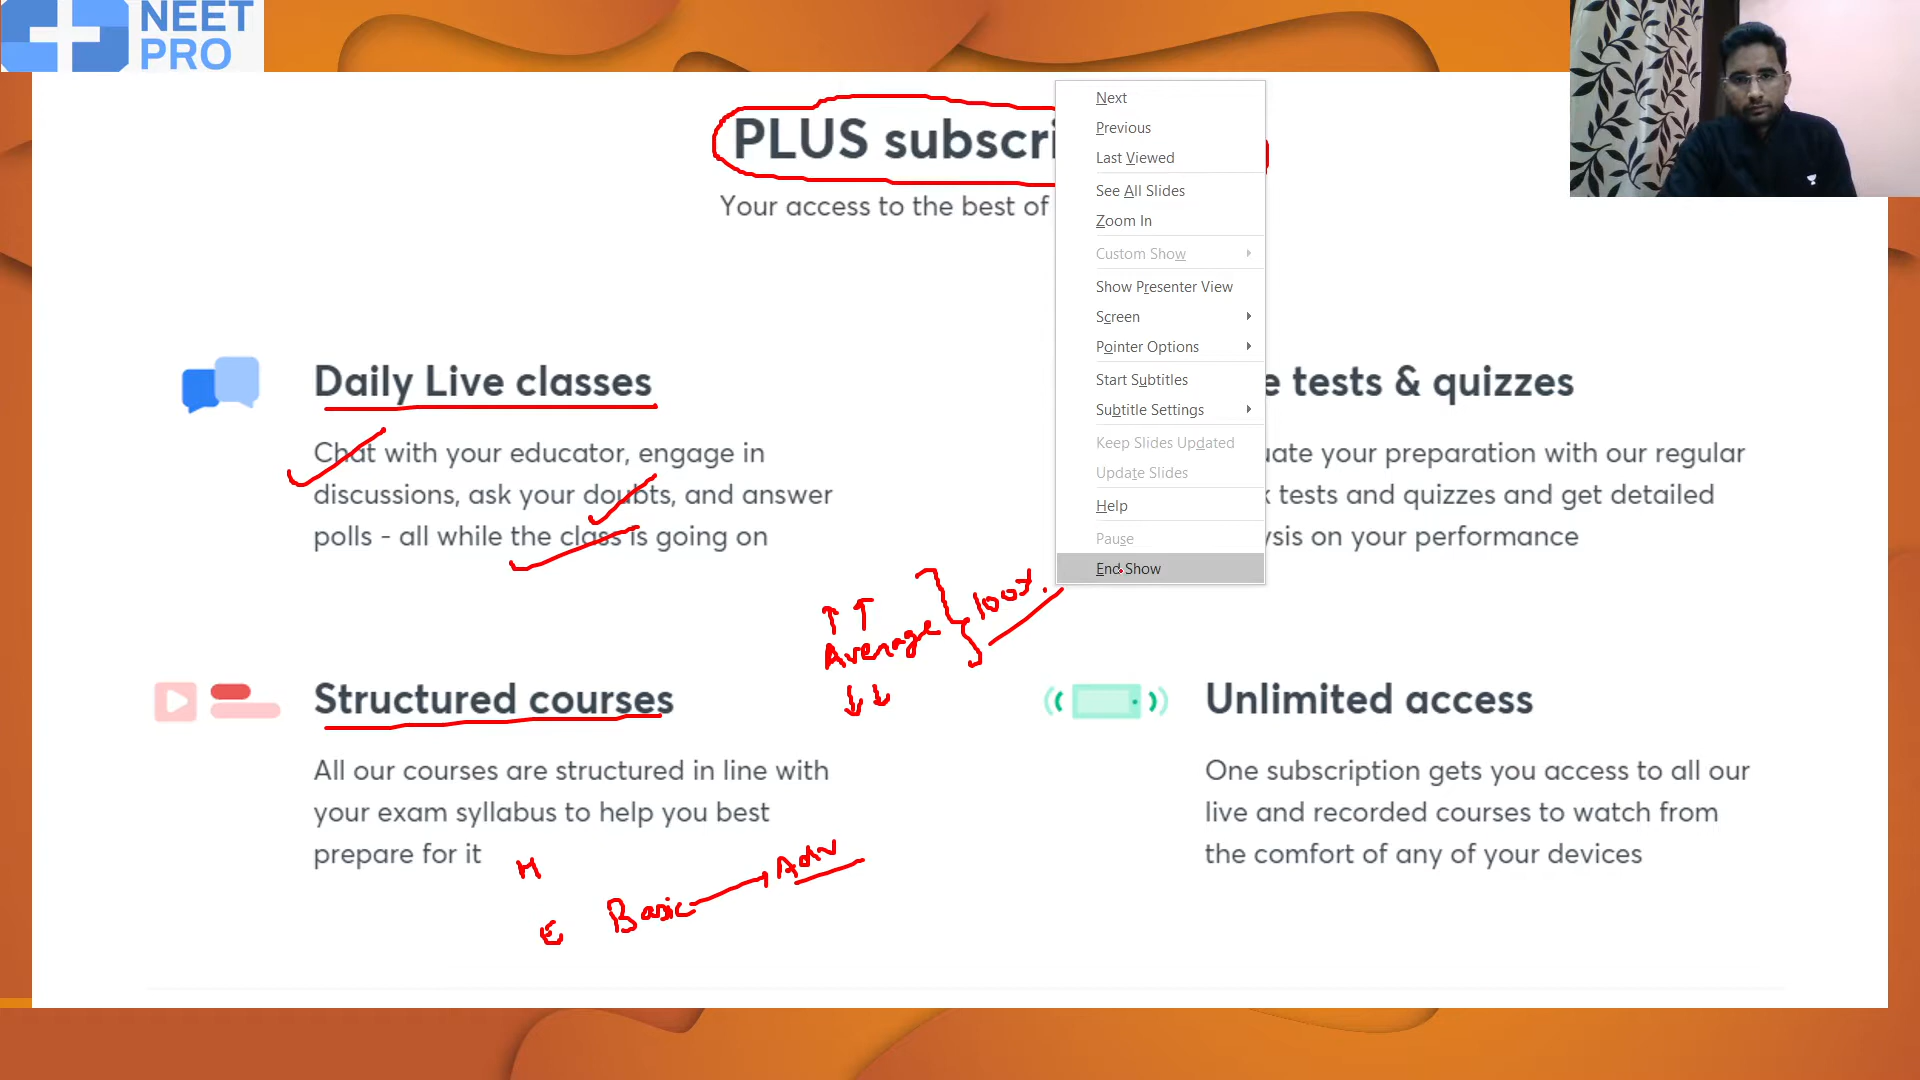 NEET
PRO
PLUS subscri
Your access to the best of
Next
Previous
Last Viewed
See All Slides
Zoom In
Custom Show
Show Presenter View
Screen
Pointer Options
Start Subtitles
Subtitle Settings
Keep Slides Updated
Update Slides
Help
Pause
End Show
Daily Live classes
Chat with your educator, engage in
discussions, ask your doubts, and answer
polls - all while the class is going on
e tests & quizzes
uate your preparation with our regular
k tests and quizzes and get detailed
ysis on your performance
Average
100%.
Structured courses
All our courses are structured in line with
your exam syllabus to help you best
prepare for it
H
E
Basic
Adv
Unlimited access
One subscription gets you access to all our
live and recorded courses to watch from
the comfort of any of your devices